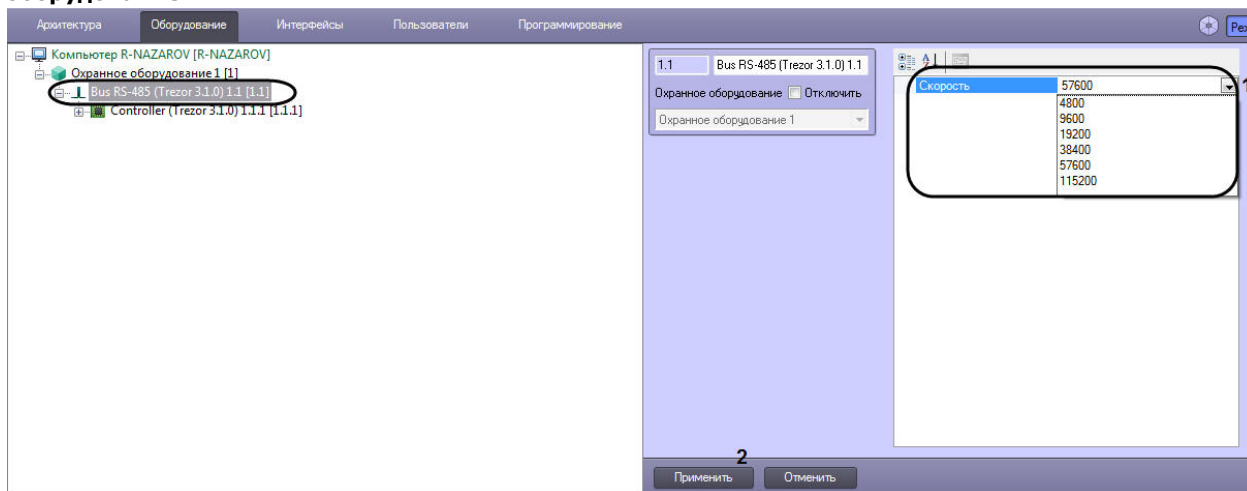 Архитектура Оборудование Интерфейсы Пользователи Программирование
Компьютер R-NAZAROV [R-NAZAROV]
Охранное оборудование 1 [1]
Bus RS-485 (Trezor 3.1.0) 1.1 [1.1]
Controller (Trezor 3.1.0) 1.1.1 [1.1.1]
1.1 Bus RS-485 (Trezor 3.1.0) 1.1
Охранное оборудование Отключить
Охранное оборудование 1
Скорость 57600 1
4800
9600
19200
38400
57600
115200
2
Применить Отменить